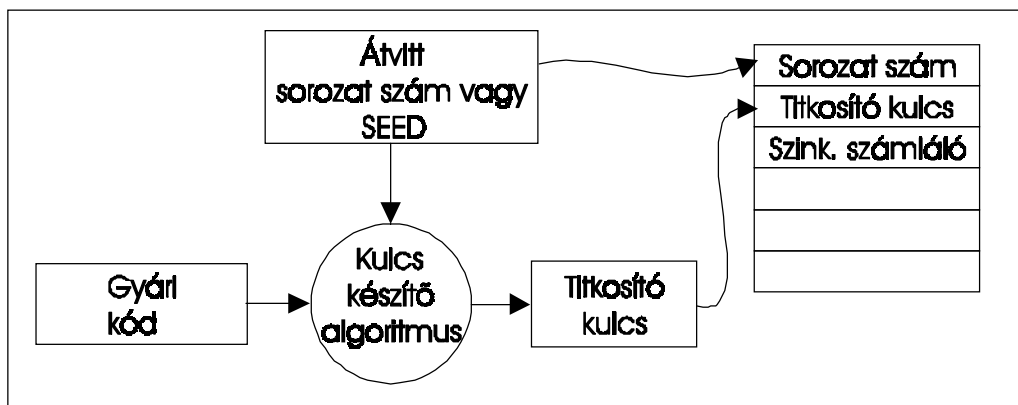 Átvitt
sorozat szám vagy
SEED
Sorozat szám
Titkosító kulcs
Szink. számláló
Gyári
kód
Kulcs
készítő
algoritmus
Titkosító
kulcs